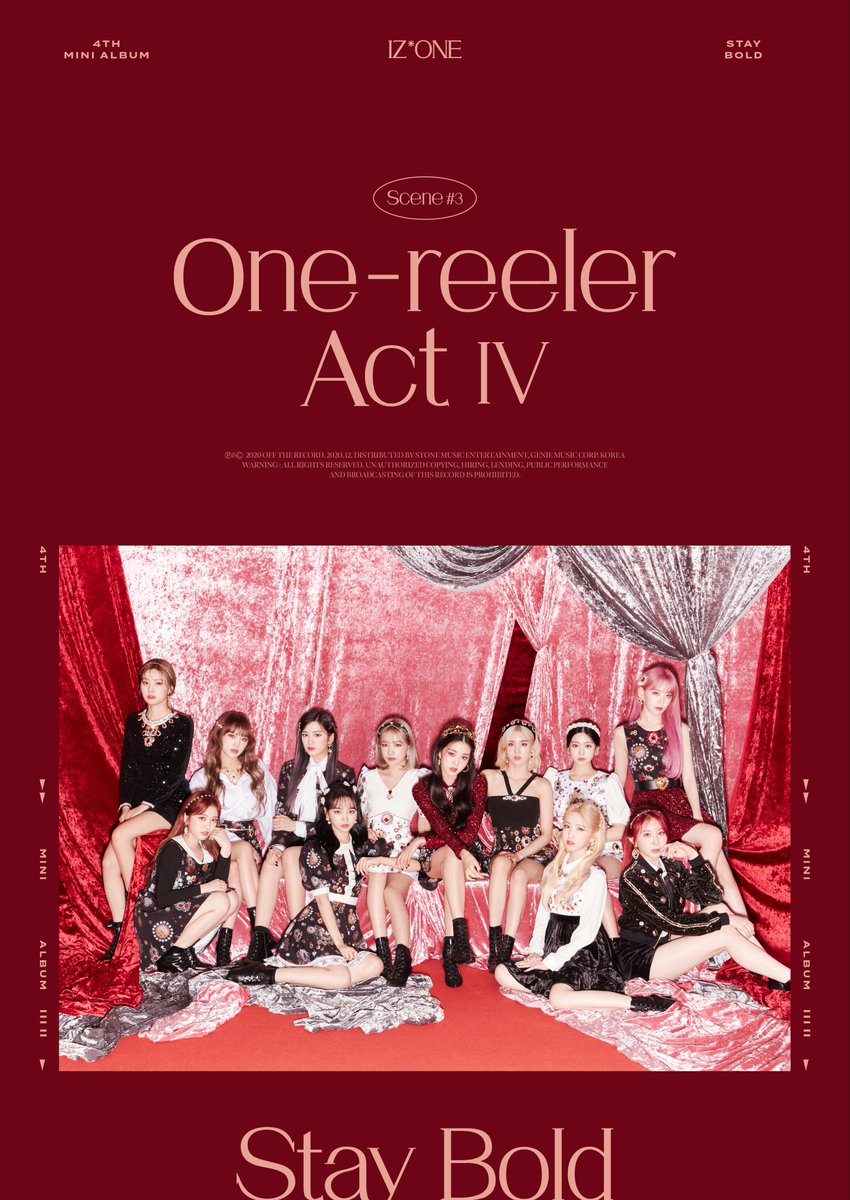 4TH
MINI ALBUM
IZ*ONE
STAY
BOLD
Scene #3
One-reeler
Act IV
℗&© 2020 OFF THE RECORD. 2020. 12. DISTRIBUTED BY STONE MUSIC ENTERTAINMENT, GENIE MUSIC CORP. KOREA
WARNING : ALL RIGHTS RESERVED. UNAUTHORIZED COPYING, HIRING, LENDING, PUBLIC PERFORMANCE
AND BROADCASTING OF THIS RECORD IS PROHIBITED.
4TH
MINI
ALBUM
4TH
MINI
ALBUM
Stay Bold